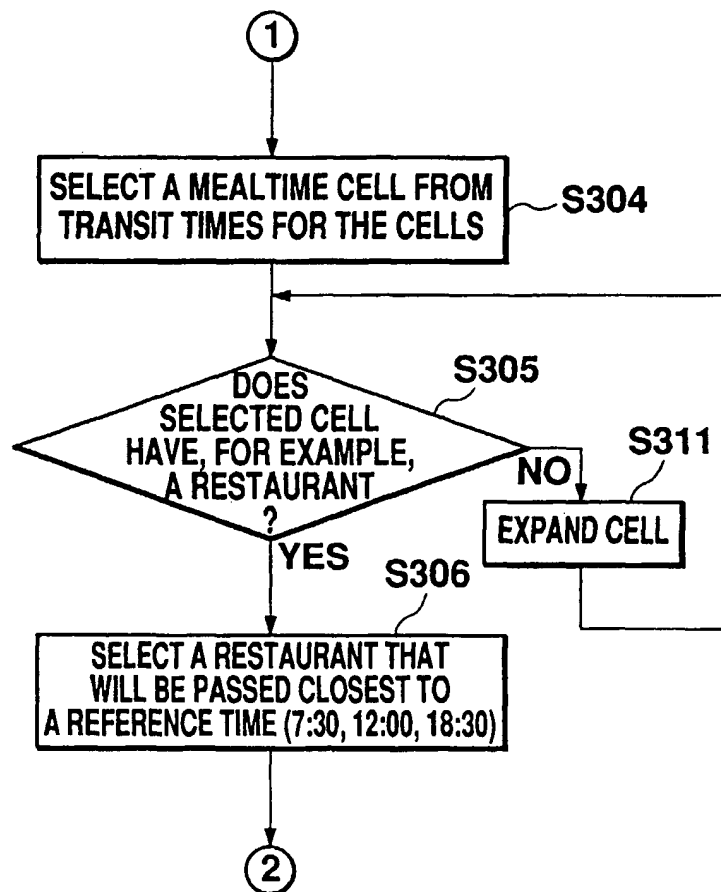 1
SELECT A MEALTIME CELL FROM
TRANSIT TIMES FOR THE CELLS
S304
DOES
SELECTED CELL
HAVE, FOR EXAMPLE,
A RESTAURANT
?
S305
NO
S311
EXPAND CELL
YES
S306
SELECT A RESTAURANT THAT
WILL BE PASSED CLOSEST TO
A REFERENCE TIME (7:30, 12:00, 18:30)
2